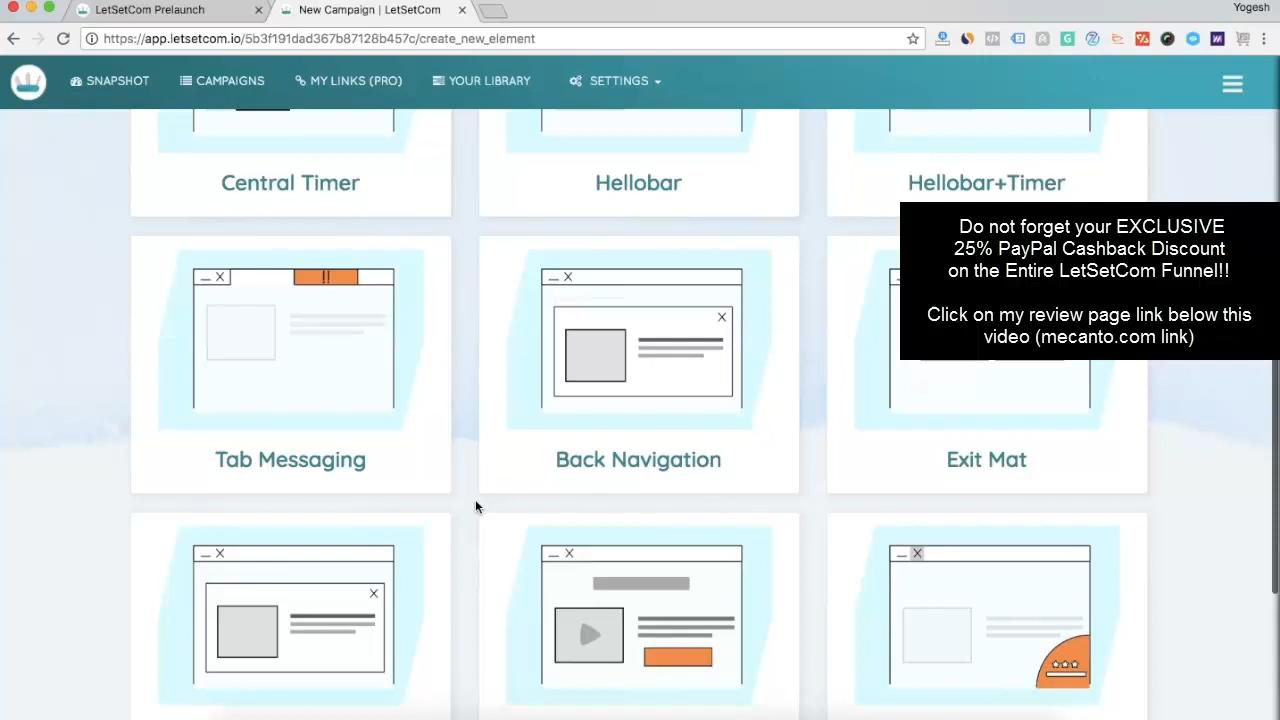 LetSetCom Prelaunch
New Campaign | LetSetCom
Yogesh
https://app.letsetcom.io/5b3f191dad367b87128b457c/create_new_element
SNAPSHOT
CAMPAIGNS
MY LINKS (PRO)
YOUR LIBRARY
SETTINGS
Central Timer
Hellobar
Hellobar+Timer
Do not forget your EXCLUSIVE
25% PayPal Cashback Discount
on the Entire LetSetCom Funnel!!
Click on my review page link below this
video (mecanto.com link)
!!
Tab Messaging
Back Navigation
Exit Mat